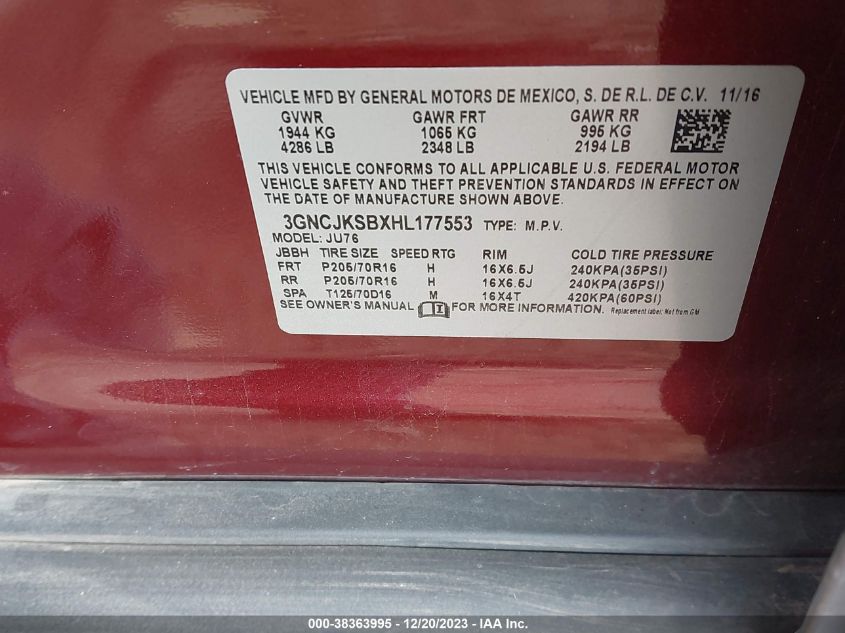 VEHICLE MFD BY GENERAL MOTORS DE MEXICO, S. DE R.L. DE C.V. 11/16
GVWR GAWR FRT GAWR RR
1944 KG 1065 KG 995 KG
4286 LB 2348 LB 2194 LB
THIS VEHICLE CONFORMS TO ALL APPLICABLE U.S. FEDERAL MOTOR
VEHICLE SAFETY AND THEFT PREVENTION STANDARDS IN EFFECT ON
THE DATE OF MANUFACTURE SHOWN ABOVE.
3GNCJKSBXHL177553 TYPE: M.P.V.
MODEL: JU76
JBBH TIRE SIZE SPEED RTG RIM COLD TIRE PRESSURE
FRT P205/70R16 H 16X6.5J 240KPA(35PSI)
RR P205/70R16 H 16X6.5J 240KPA(35PSI)
SPA T125/70D16 M 16X4T 420KPA(60PSI)
SEE OWNER'S MANUAL FOR MORE INFORMATION. Replacement label: Not from GM
000-38363995 - 12/20/2023 - IAA Inc.